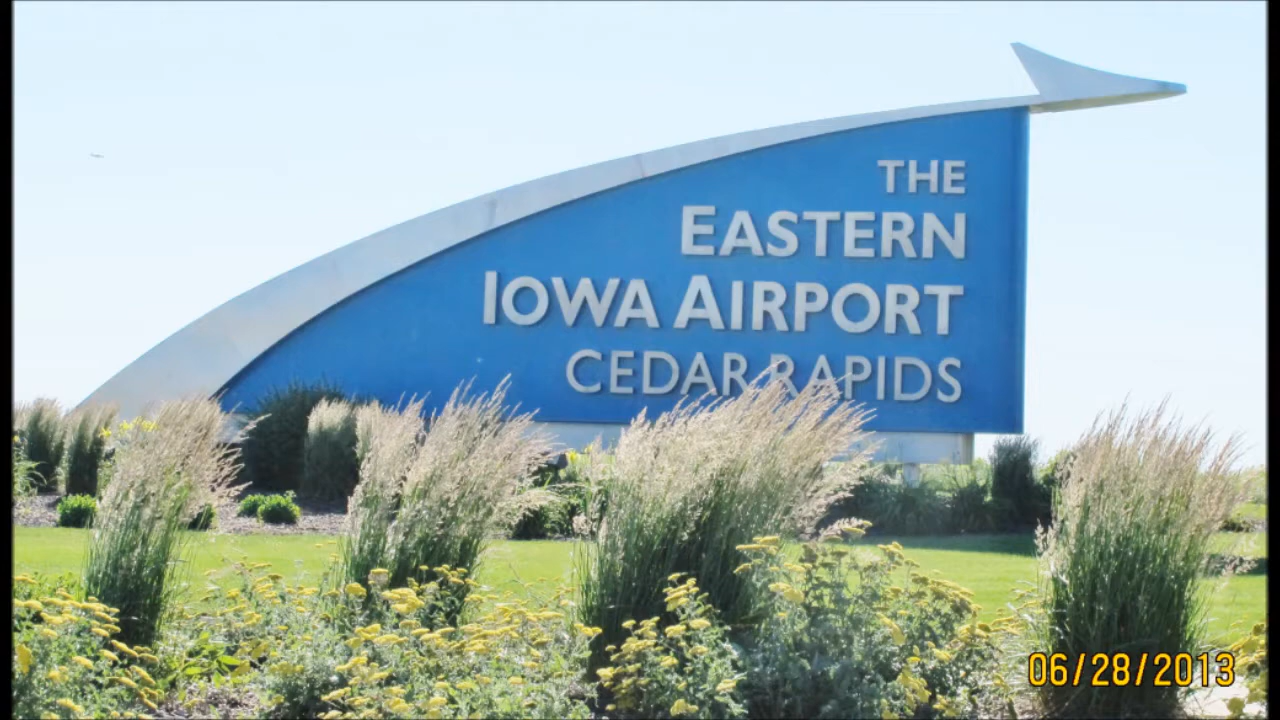 THE
EASTERN
IOWA AIRPORT
CEDAR RAPIDS
06/28/2013